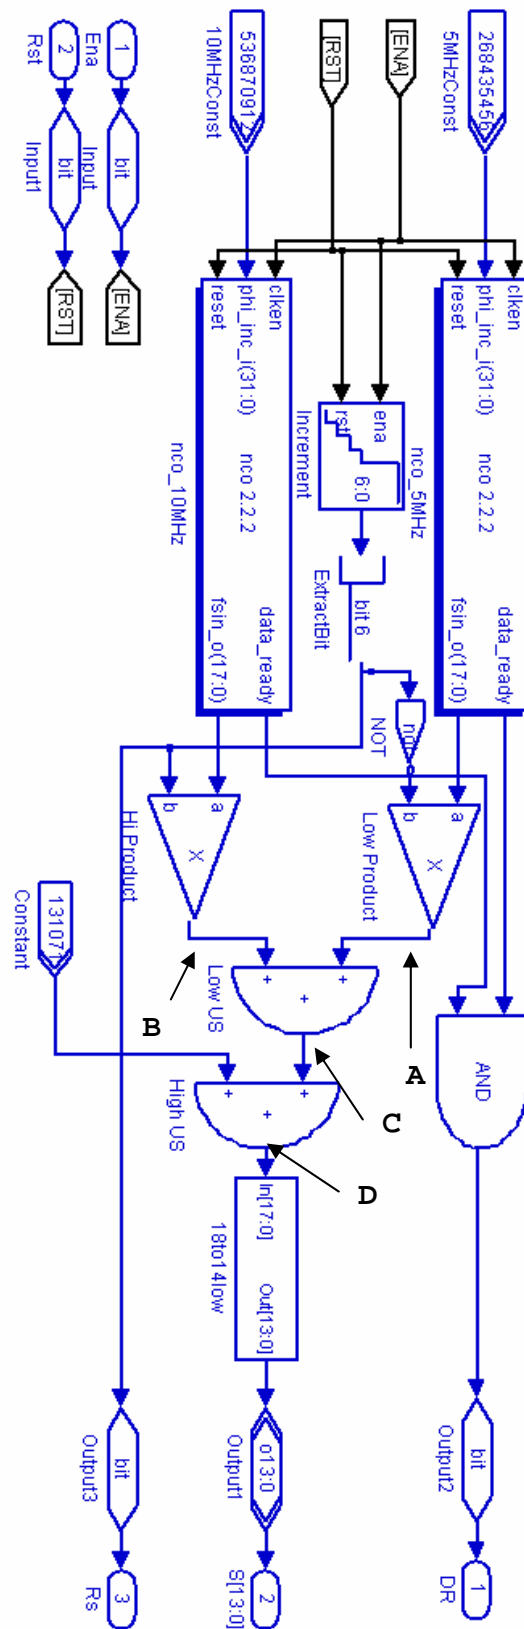 268435456
5MHzConst
[ENA]
[RST]
536870912
10MHzConst
1
Ena
bit
Input
[ENA]
2
Rst
bit
Input1
[RST]
clken
phi_inc_i(31:0)
reset
nco 2.2.2
data_ready
fsin_o(17:0)
nco_5MHz
ena
rst
6:0
Increment
bit 6
ExtractBit
not
NOT
clken
phi_inc_i(31:0)
reset
nco 2.2.2
data_ready
fsin_o(17:0)
nco_10MHz
a
b
X
Low Product
a
b
X
Hi Product
131071
Constant
+
+
+
Low US
+
+
+
High US
AND
A
B
C
D
In[17:0]
Out[13:0]
18to14low
bit
Output2
1
DR
o13:0
Output1
2
S[13:0]
bit
Output3
3
Rs